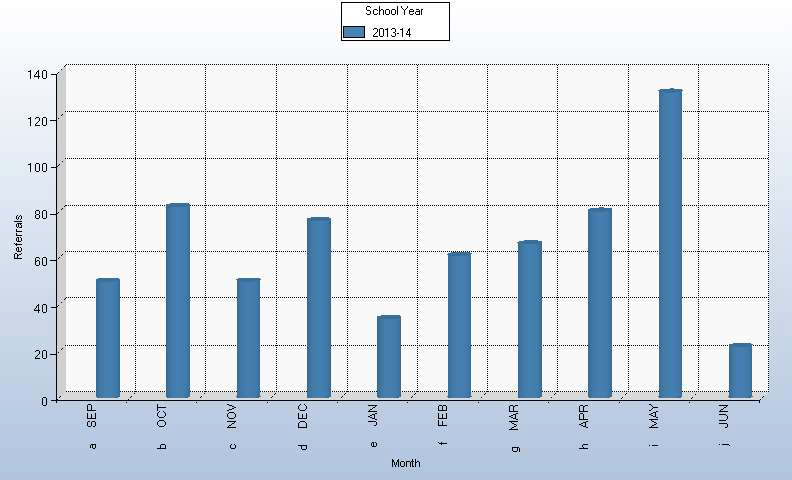 School Year
2013-14
140
120
100
80
60
40
20
0
Referrals
a SEP
b OCT
c NOV
d DEC
e JAN
f FEB
g MAR
h APR
i MAY
j JUN
Month